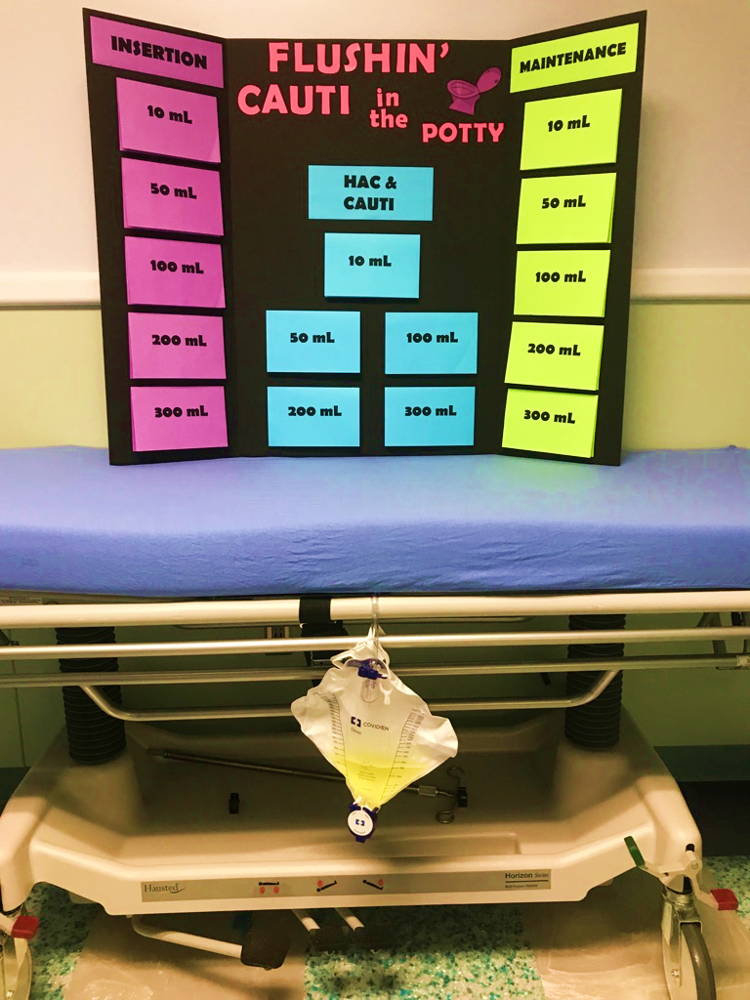 INSERTION
10 mL
50 mL
100 mL
200 mL
300 mL
FLUSHIN'
CAUTI in
the
POTTY
HAC &
CAUTI
10 mL
50 mL
100 mL
200 mL
300 mL
MAINTENANCE
10 mL
50 mL
100 mL
200 mL
300 mL
COVIDIEN
Hausted
Horizon Series